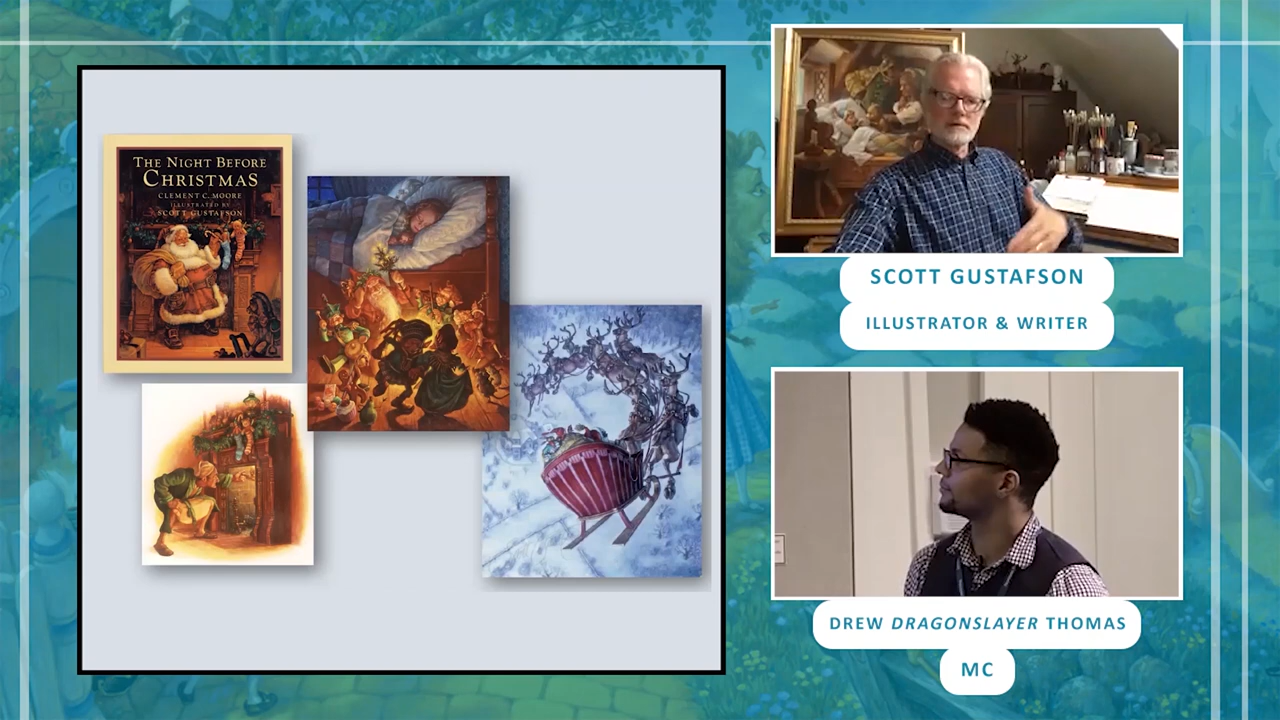 THE NIGHT BEFORE
CHRISTMAS
CLEMENT C. MOORE
ILLUSTRATED BY
SCOTT GUSTAFSON
SCOTT GUSTAFSON
ILLUSTRATOR & WRITER
DREW DRAGONSLAYER THOMAS
MC